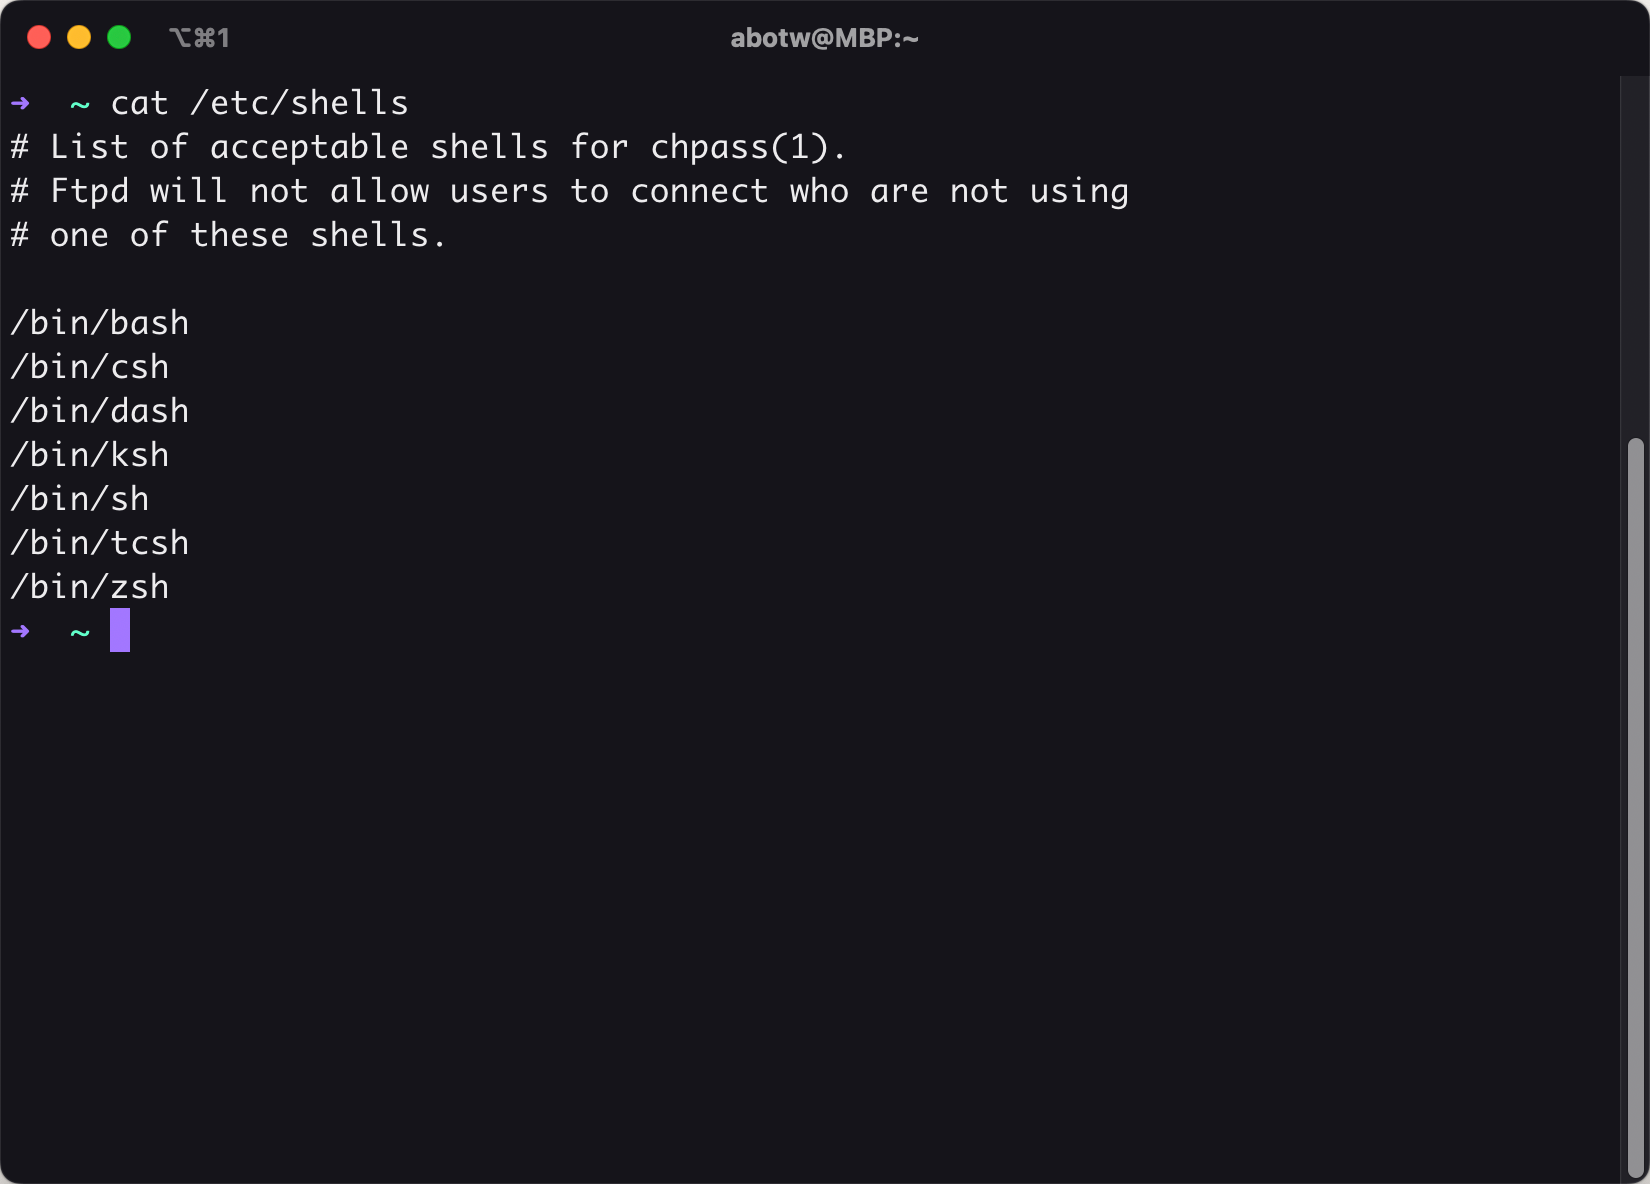 ⌥⌘1
abotw@MBP:~
➜  ~ cat /etc/shells
# List of acceptable shells for chpass(1).
# Ftpd will not allow users to connect who are not using
# one of these shells.

/bin/bash
/bin/csh
/bin/dash
/bin/ksh
/bin/sh
/bin/tcsh
/bin/zsh
➜  ~